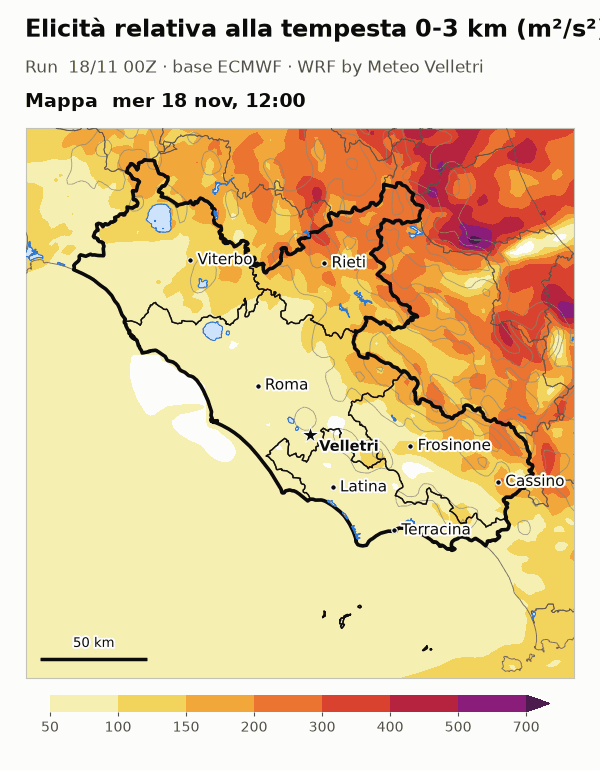 Elicità relativa alla tempesta 0-3 km (m²/s²)
Run  18/11 00Z · base ECMWF · WRF by Meteo Velletri
Mappa  mer 18 nov, 12:00
Viterbo
Rieti
Roma
Velletri
Frosinone
Cassino
Latina
Terracina
50 km
50 100 150 200 300 400 500 700